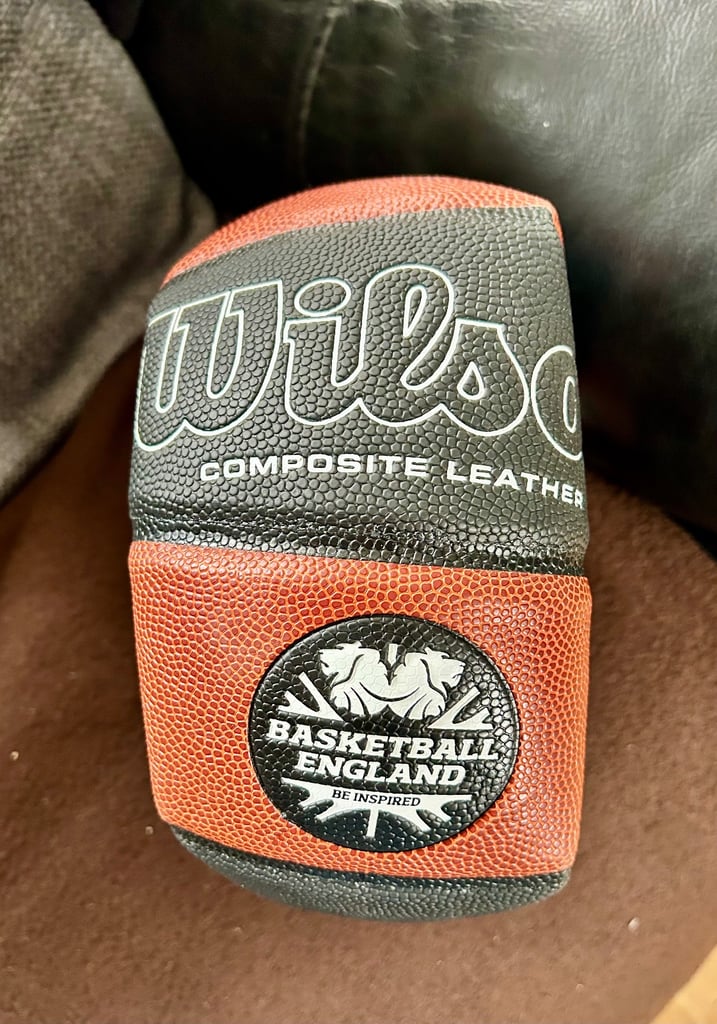 Wilso
COMPOSITE LEATHER
BASKETBALL
ENGLAND
BE INSPIRED